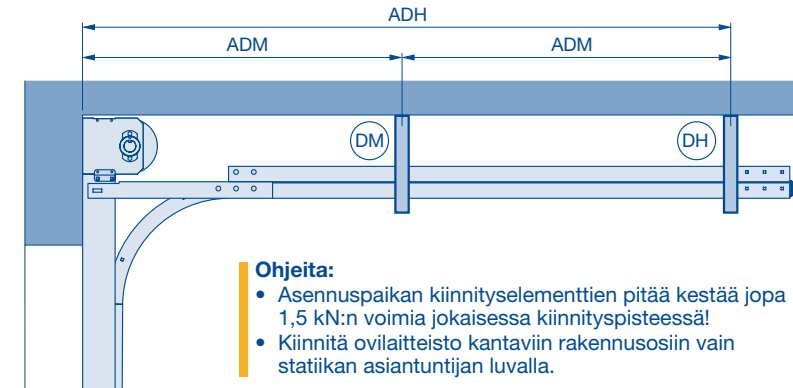 ADH
ADM ADM
DM DH
Ohjeita:
• Asennuspaikan kiinnityselementtien pitää kestää jopa
1,5 kN:n voimia jokaisessa kiinnityspisteessä!
• Kiinnitä ovilaitteisto kantaviin rakennusosiin vain
statiikan asiantuntijan luvalla.